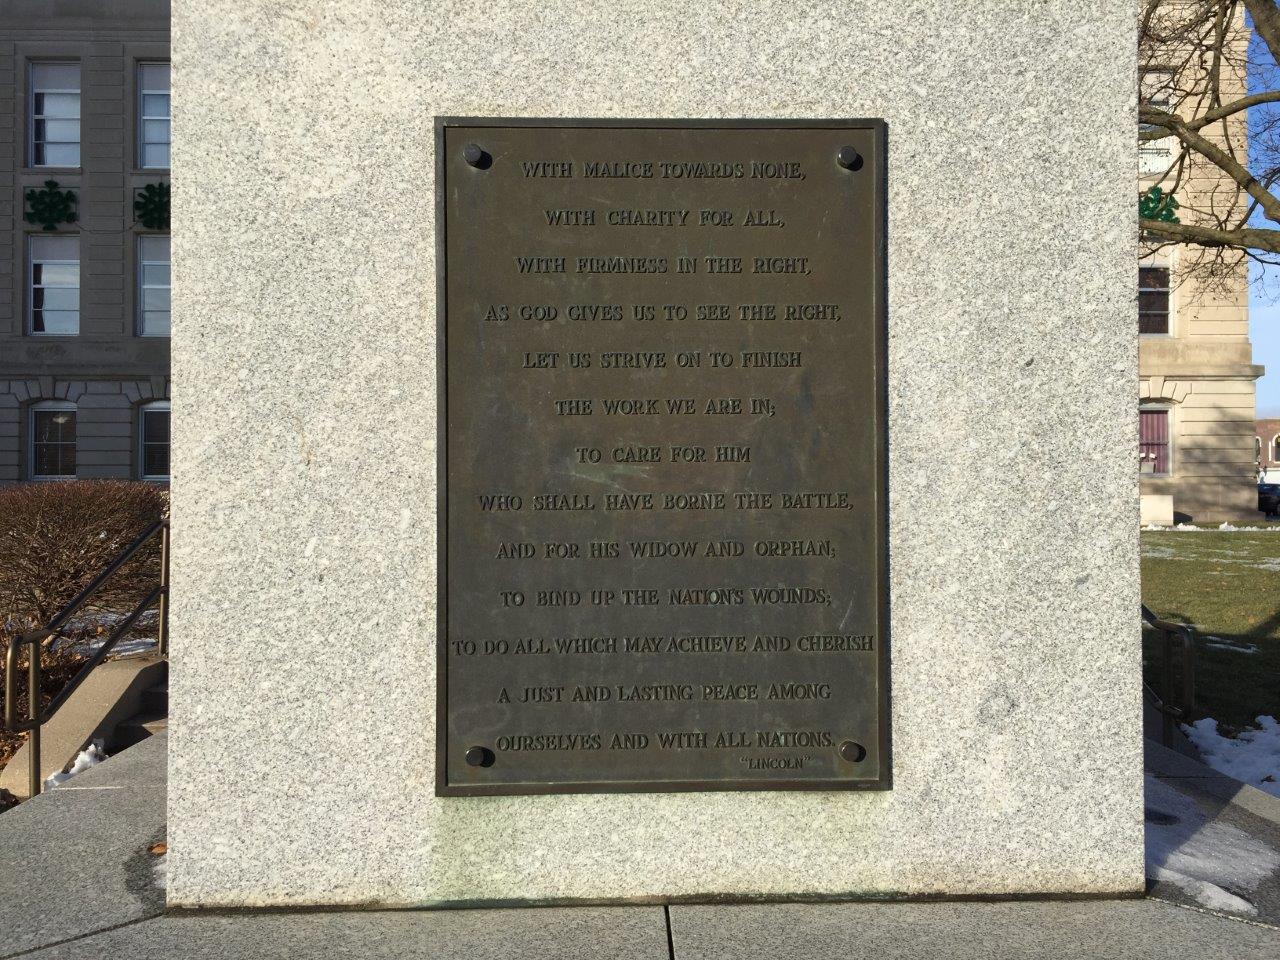 WITH MALICE TOWARDS NONE,
WITH CHARITY FOR ALL,
WITH FIRMNESS IN THE RIGHT,
AS GOD GIVES US TO SEE THE RIGHT,
LET US STRIVE ON TO FINISH
THE WORK WE ARE IN;
TO CARE FOR HIM
WHO SHALL HAVE BORNE THE BATTLE,
AND FOR HIS WIDOW AND ORPHAN;
TO BIND UP THE NATION'S WOUNDS;
TO DO ALL WHICH MAY ACHIEVE AND CHERISH
A JUST AND LASTING PEACE AMONG
OURSELVES AND WITH ALL NATIONS.
"LINCOLN"